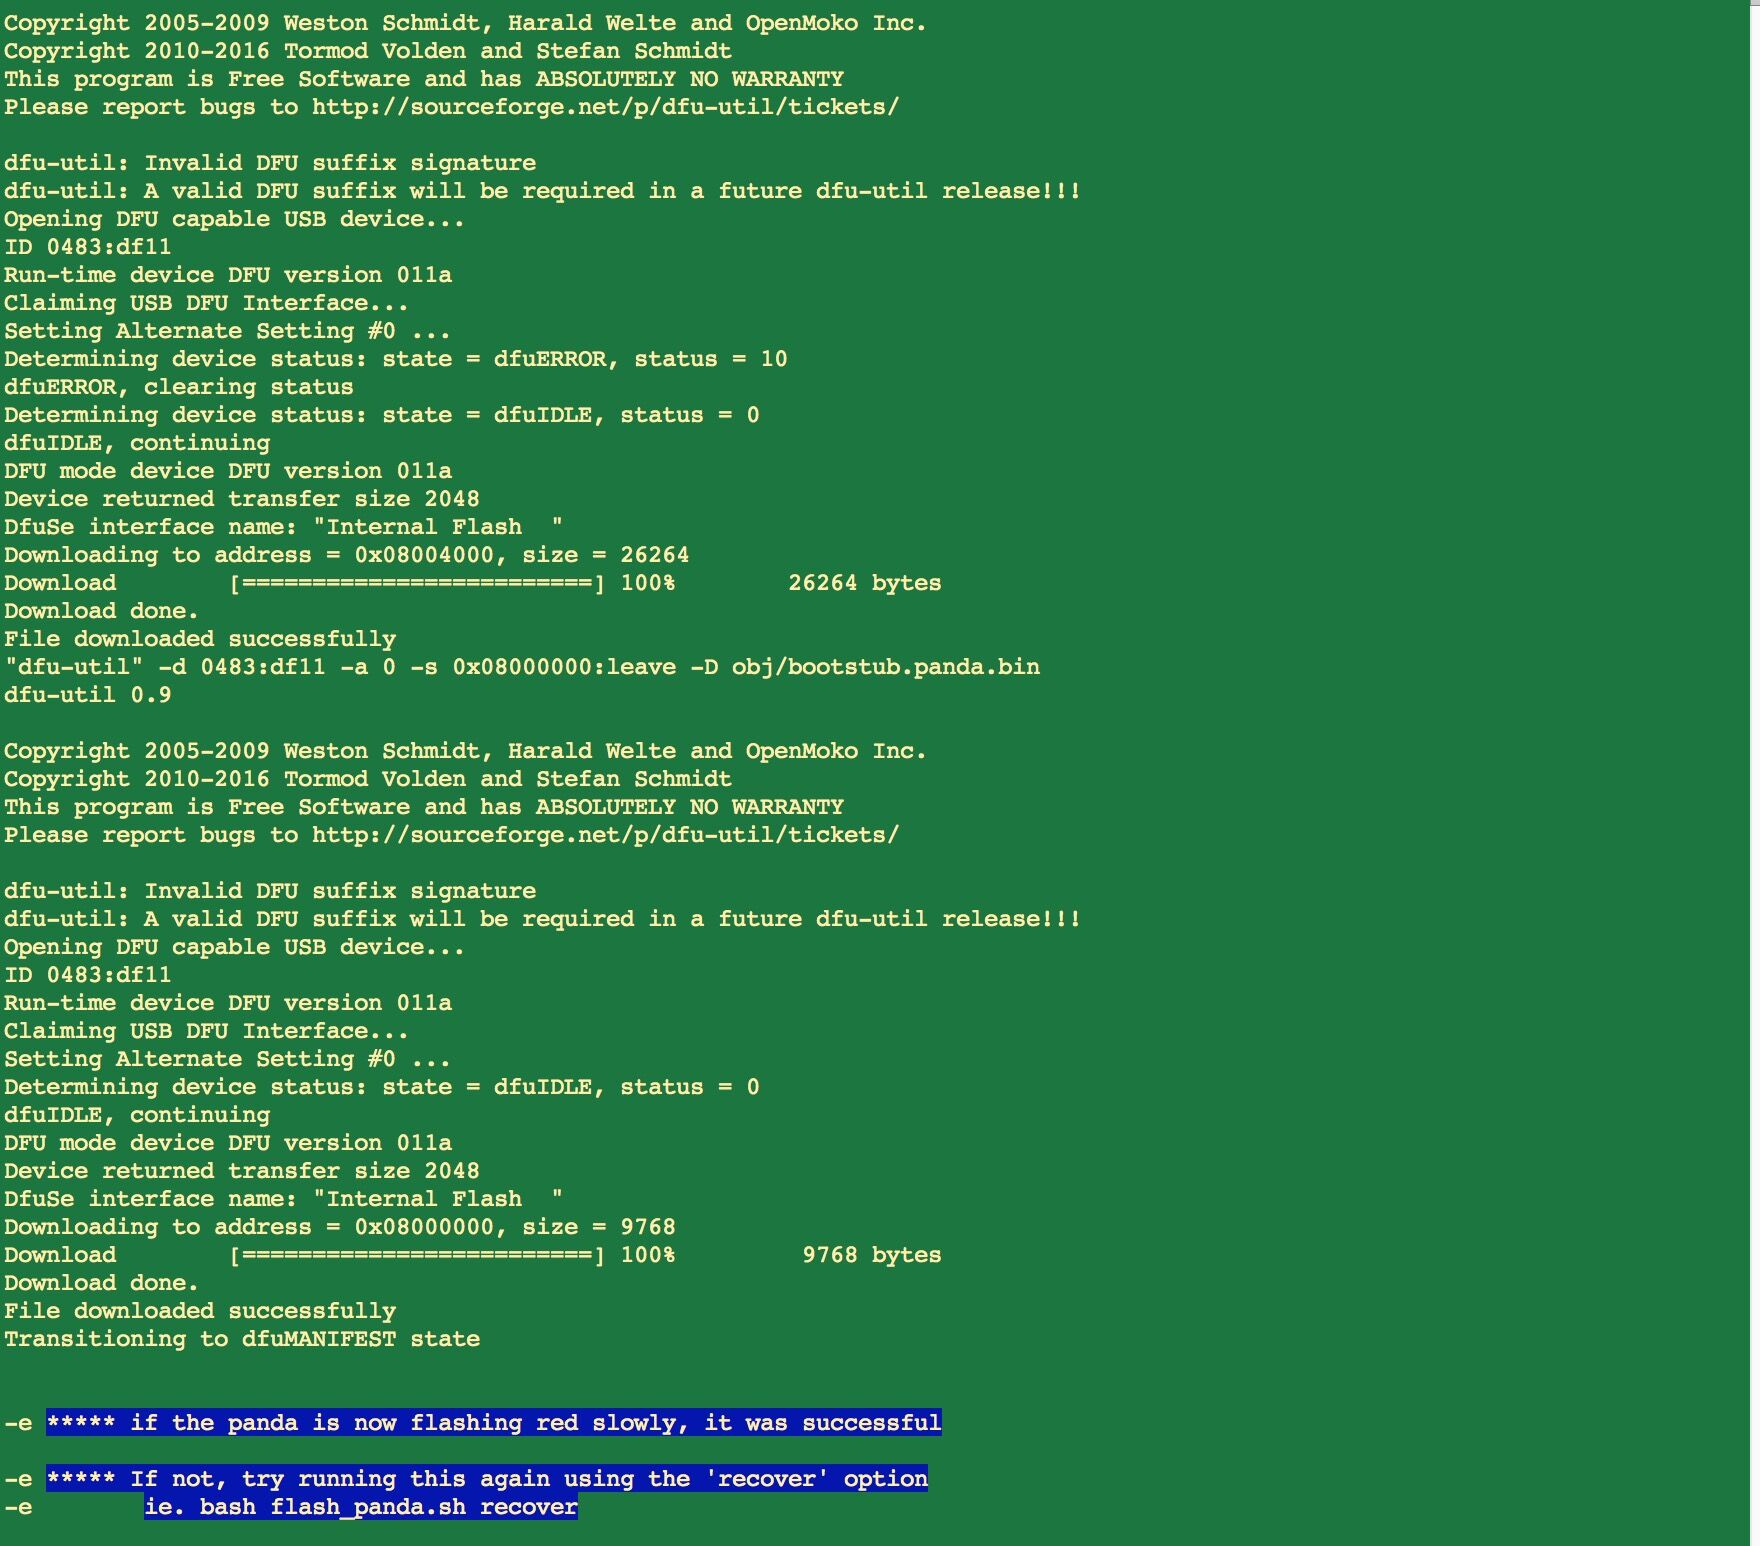 Copyright 2005-2009 Weston Schmidt, Harald Welte and OpenMoko Inc.
Copyright 2010-2016 Tormod Volden and Stefan Schmidt
This program is Free Software and has ABSOLUTELY NO WARRANTY
Please report bugs to http://sourceforge.net/p/dfu-util/tickets/
dfu-util: Invalid DFU suffix signature
dfu-util: A valid DFU suffix will be required in a future dfu-util release!!!
Opening DFU capable USB device...
ID 0483:df11
Run-time device DFU version 011a
Claiming USB DFU Interface...
Setting Alternate Setting #0 ...
Determining device status: state = dfuERROR, status = 10
dfuERROR, clearing status
Determining device status: state = dfuIDLE, status = 0
dfuIDLE, continuing
DFU mode device DFU version 011a
Device returned transfer size 2048
DfuSe interface name: "Internal Flash  "
Downloading to address = 0x08004000, size = 26264
Download        [=========================] 100%        26264 bytes
Download done.
File downloaded successfully
"dfu-util" -d 0483:df11 -a 0 -s 0x08000000:leave -D obj/bootstub.panda.bin
dfu-util 0.9
Copyright 2005-2009 Weston Schmidt, Harald Welte and OpenMoko Inc.
Copyright 2010-2016 Tormod Volden and Stefan Schmidt
This program is Free Software and has ABSOLUTELY NO WARRANTY
Please report bugs to http://sourceforge.net/p/dfu-util/tickets/
dfu-util: Invalid DFU suffix signature
dfu-util: A valid DFU suffix will be required in a future dfu-util release!!!
Opening DFU capable USB device...
ID 0483:df11
Run-time device DFU version 011a
Claiming USB DFU Interface...
Setting Alternate Setting #0 ...
Determining device status: state = dfuIDLE, status = 0
dfuIDLE, continuing
DFU mode device DFU version 011a
Device returned transfer size 2048
DfuSe interface name: "Internal Flash  "
Downloading to address = 0x08000000, size = 9768
Download        [=========================] 100%         9768 bytes
Download done.
File downloaded successfully
Transitioning to dfuMANIFEST state
-e ***** if the panda is now flashing red slowly, it was successful
-e ***** If not, try running this again using the 'recover' option
-e        ie. bash flash_panda.sh recover